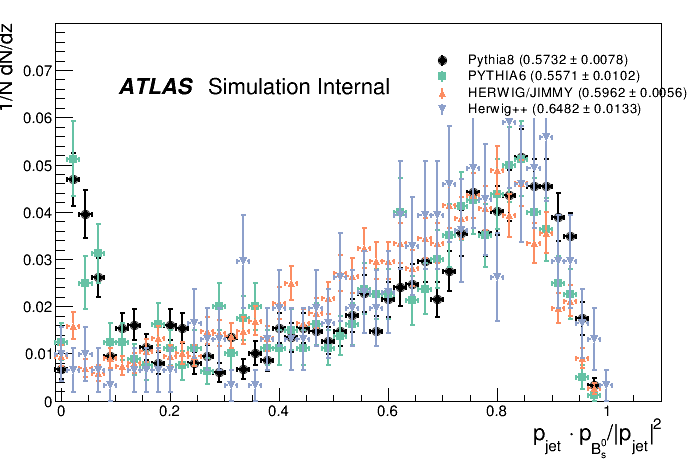 1/N dN/dz
0.07
0.06
0.05
0.04
0.03
0.02
0.01
0
ATLAS Simulation Internal
Pythia8 (0.5732 ± 0.0078)
PYTHIA6 (0.5571 ± 0.0102)
HERWIG/JIMMY (0.5962 ± 0.0056)
Herwig++ (0.6482 ± 0.0133)
0 0.2 0.4 0.6 0.8 1
p_jet · p_B_s^0/|p_jet|^2